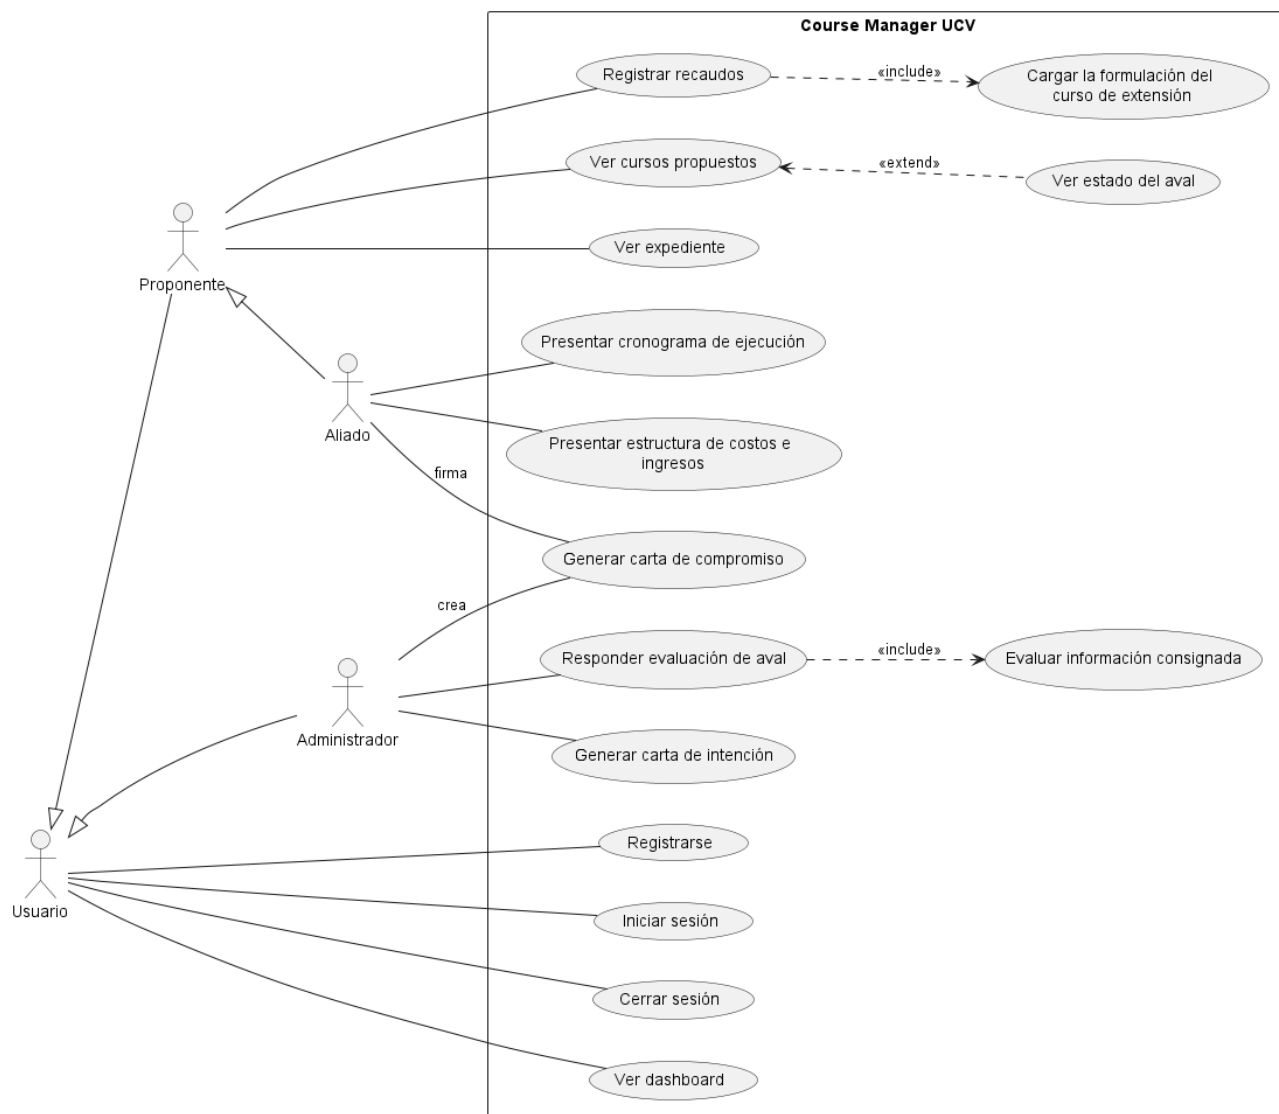 Course Manager UCV
Registrar recaudos
«include»
Cargar la formulación del
curso de extensión
Ver cursos propuestos
«extend»
Ver estado del aval
Ver expediente
Proponente
Presentar cronograma de ejecución
Aliado
Presentar estructura de costos e
ingresos
firma
Generar carta de compromiso
crea
Responder evaluación de aval
«include»
Evaluar información consignada
Administrador
Generar carta de intención
Registrarse
Usuario
Iniciar sesión
Cerrar sesión
Ver dashboard